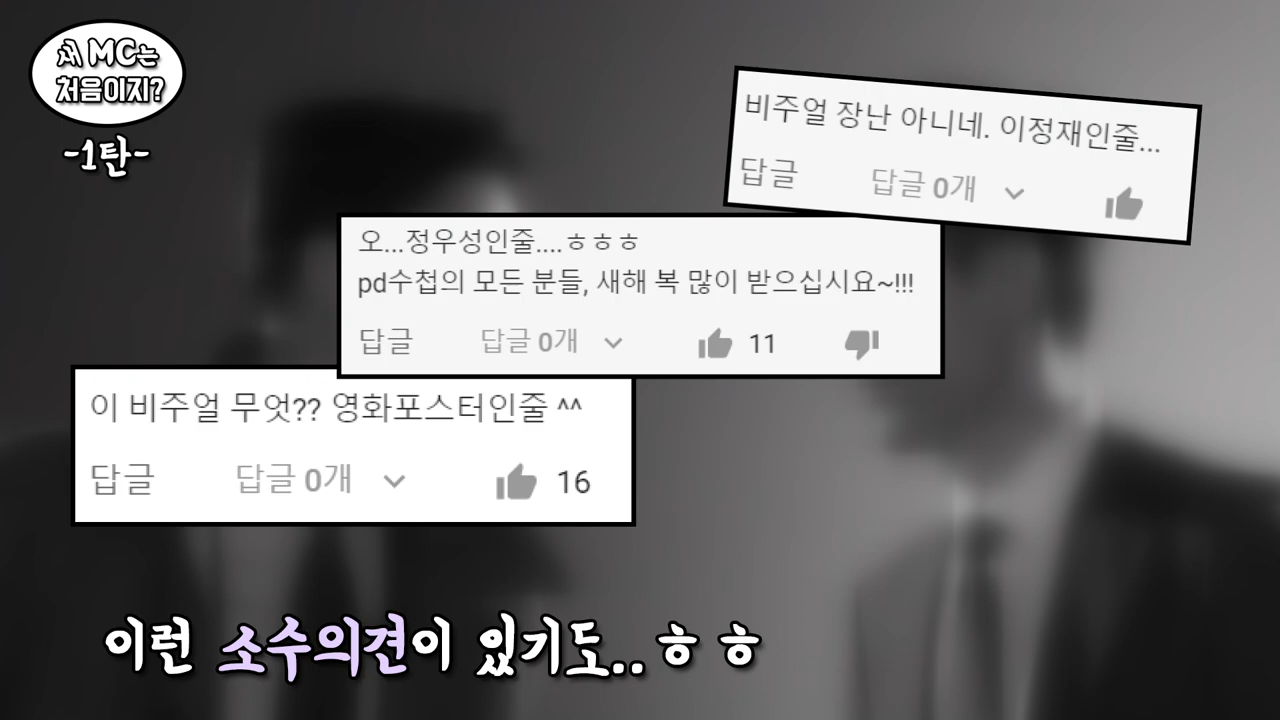 새 MC는
처음이지?
-1탄-
비주얼 장난 아니네. 이정재인줄...
답글 답글 0개
오...정우성인줄....ㅎㅎㅎ
pd수첩의 모든 분들, 새해 복 많이 받으십시요~!!!
답글 답글 0개 11
이 비주얼 무엇?? 영화포스터인줄 ^^
답글 답글 0개 16
이런 소수의견이 있기도..ㅎㅎ